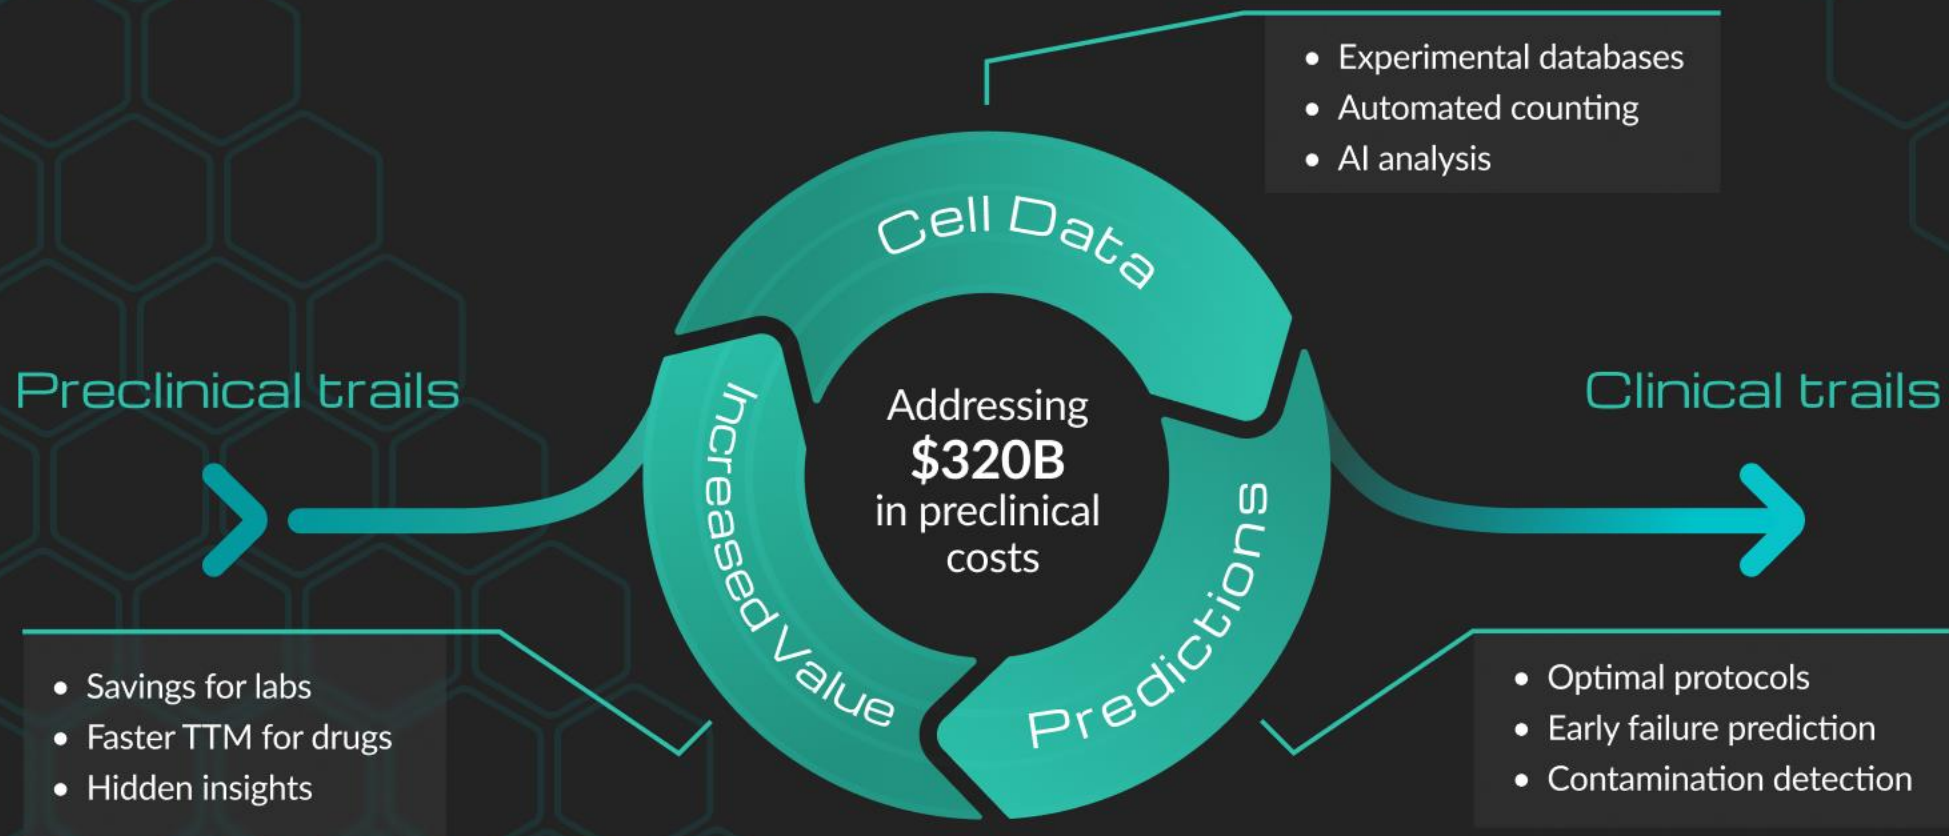 • Experimental databases
• Automated counting
• AI analysis
Cell Data
Preclinical trails
Clinical trails
Addressing
$320B
in preclinical
costs
Increased Value
Predictions
• Savings for labs
• Faster TTM for drugs
• Hidden insights
• Optimal protocols
• Early failure prediction
• Contamination detection